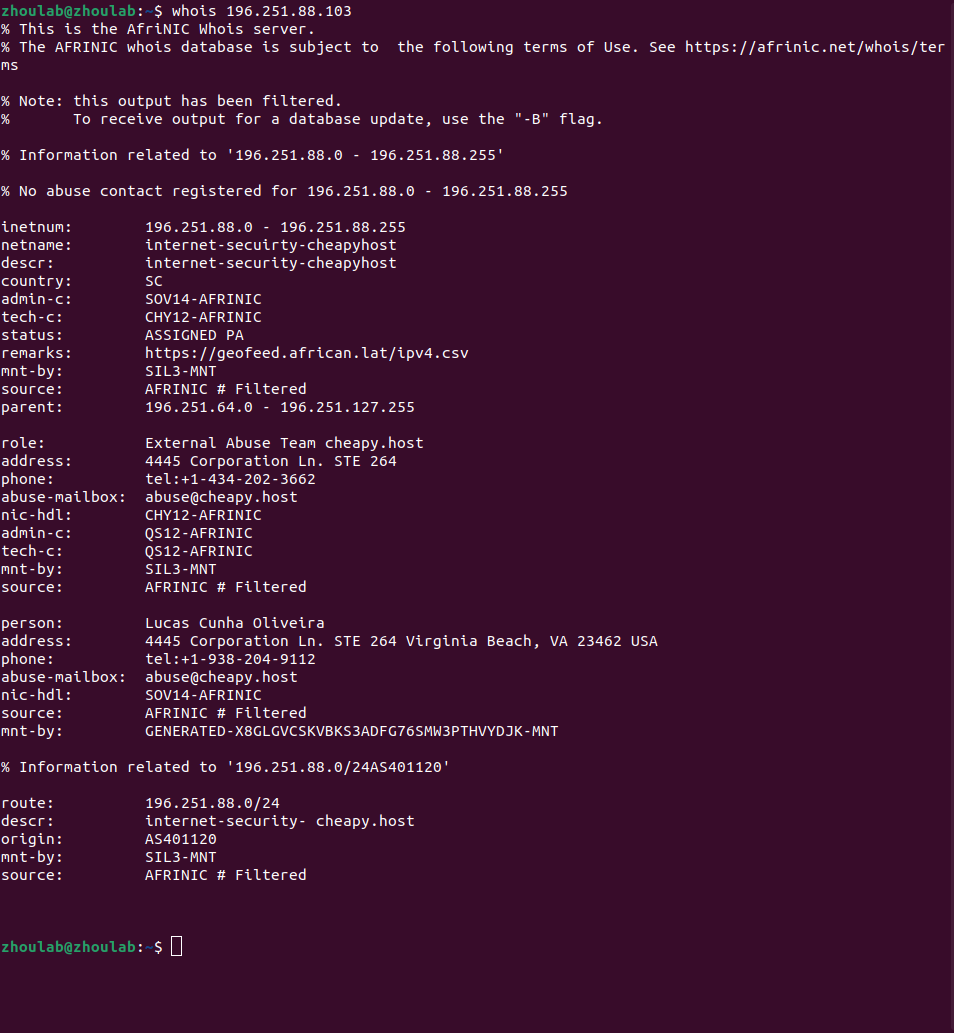 zhoulab@zhoulab:~$ whois 196.251.88.103
% This is the AfriNIC Whois server.
% The AFRINIC whois database is subject to  the following terms of Use. See https://afrinic.net/whois/ter
ms

% Note: this output has been filtered.
%       To receive output for a database update, use the "-B" flag.

% Information related to '196.251.88.0 - 196.251.88.255'

% No abuse contact registered for 196.251.88.0 - 196.251.88.255

inetnum:        196.251.88.0 - 196.251.88.255
netname:        internet-secuirty-cheapyhost
descr:          internet-security-cheapyhost
country:        SC
admin-c:        SOV14-AFRINIC
tech-c:         CHY12-AFRINIC
status:         ASSIGNED PA
remarks:        https://geofeed.african.lat/ipv4.csv
mnt-by:         SIL3-MNT
source:         AFRINIC # Filtered
parent:         196.251.64.0 - 196.251.127.255

role:           External Abuse Team cheapy.host
address:        4445 Corporation Ln. STE 264
phone:          tel:+1-434-202-3662
abuse-mailbox:  abuse@cheapy.host
nic-hdl:        CHY12-AFRINIC
admin-c:        QS12-AFRINIC
tech-c:         QS12-AFRINIC
mnt-by:         SIL3-MNT
source:         AFRINIC # Filtered

person:         Lucas Cunha Oliveira
address:        4445 Corporation Ln. STE 264 Virginia Beach, VA 23462 USA
phone:          tel:+1-938-204-9112
abuse-mailbox:  abuse@cheapy.host
nic-hdl:        SOV14-AFRINIC
source:         AFRINIC # Filtered
mnt-by:         GENERATED-X8GLGVCSKVBKS3ADFG76SMW3PTHVYDJK-MNT

% Information related to '196.251.88.0/24AS401120'

route:          196.251.88.0/24
descr:          internet-security- cheapy.host
origin:         AS401120
mnt-by:         SIL3-MNT
source:         AFRINIC # Filtered

zhoulab@zhoulab:~$